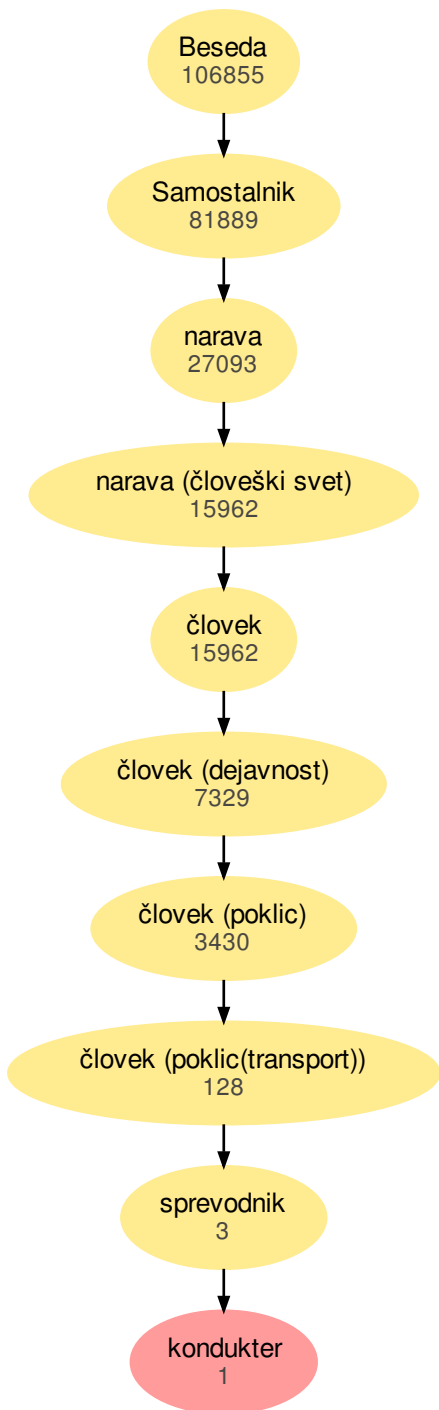 Beseda
106855
Samostalnik
81889
narava
27093
narava (človeški svet)
15962
človek
15962
človek (dejavnost)
7329
človek (poklic)
3430
človek (poklic(transport))
128
sprevodnik
3
kondukter
1